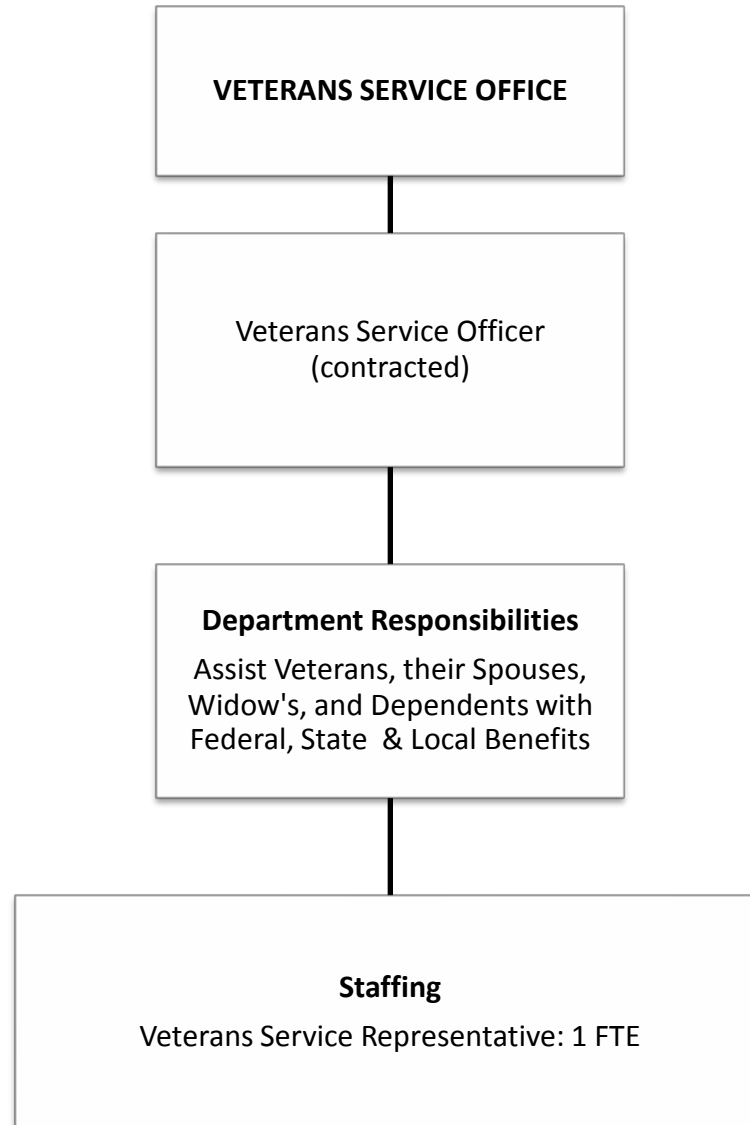 VETERANS SERVICE OFFICE
Veterans Service Officer
(contracted)
Department Responsibilities
Assist Veterans, their Spouses,
Widow's, and Dependents with
Federal, State  & Local Benefits
Staffing
Veterans Service Representative: 1 FTE